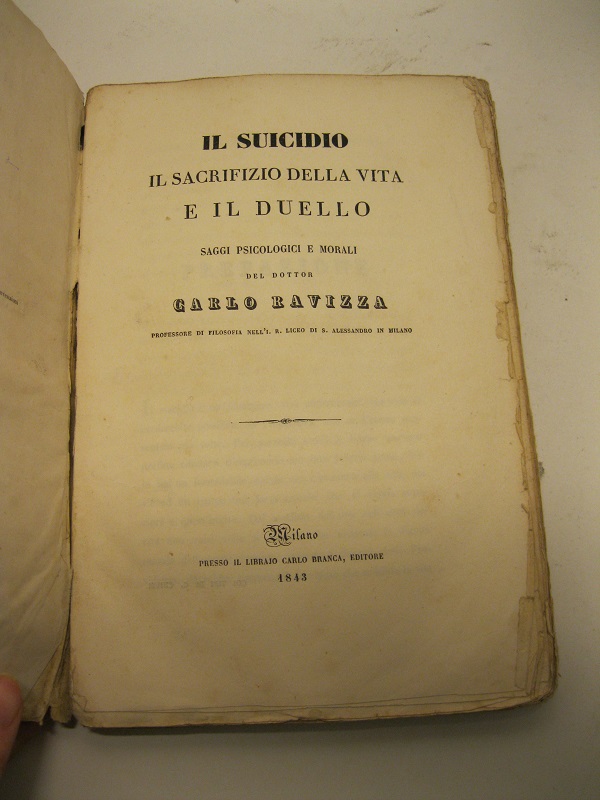 IL SUICIDIO
IL SACRIFIZIO DELLA VITA
E IL DUELLO
SAGGI PSICOLOGICI E MORALI
DEL DOTTOR
CARLO RAVIZZA
PROFESSORE DI FILOSOFIA NELL'I. R. LICEO DI S. ALESSANDRO IN MILANO
Milano
PRESSO IL LIBRAJO CARLO BRANCA, EDITORE
1843